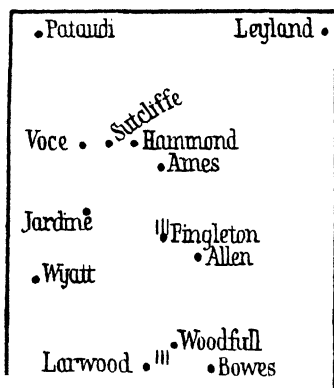 Pataudi Leyland
Sutcliffe
Voce Hammond
Ames
Jardine
Fingleton
Allen
Wyatt
Woodfull
Larwood Bowes